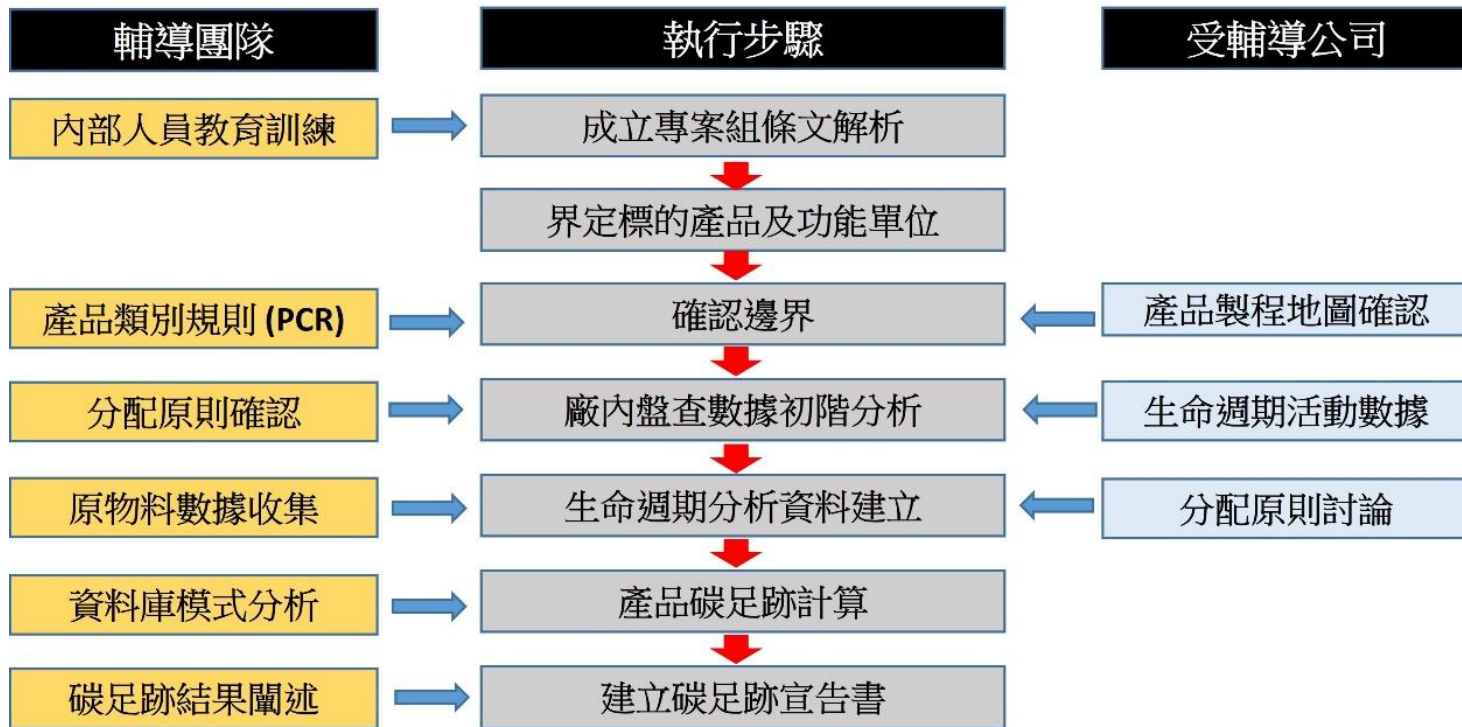 輔導團隊
執行步驟
受輔導公司
內部人員教育訓練
成立專案組條文解析
界定標的產品及功能單位
產品類別規則 (PCR)
確認邊界
產品製程地圖確認
分配原則確認
廠內盤查數據初階分析
生命週期活動數據
原物料數據收集
生命週期分析資料建立
分配原則討論
資料庫模式分析
產品碳足跡計算
碳足跡結果闡述
建立碳足跡宣告書